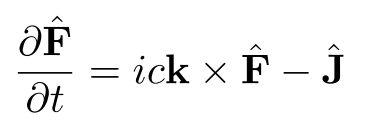 ∂𝐅̂/∂t = ic𝐤 × 𝐅̂ − 𝐉̂